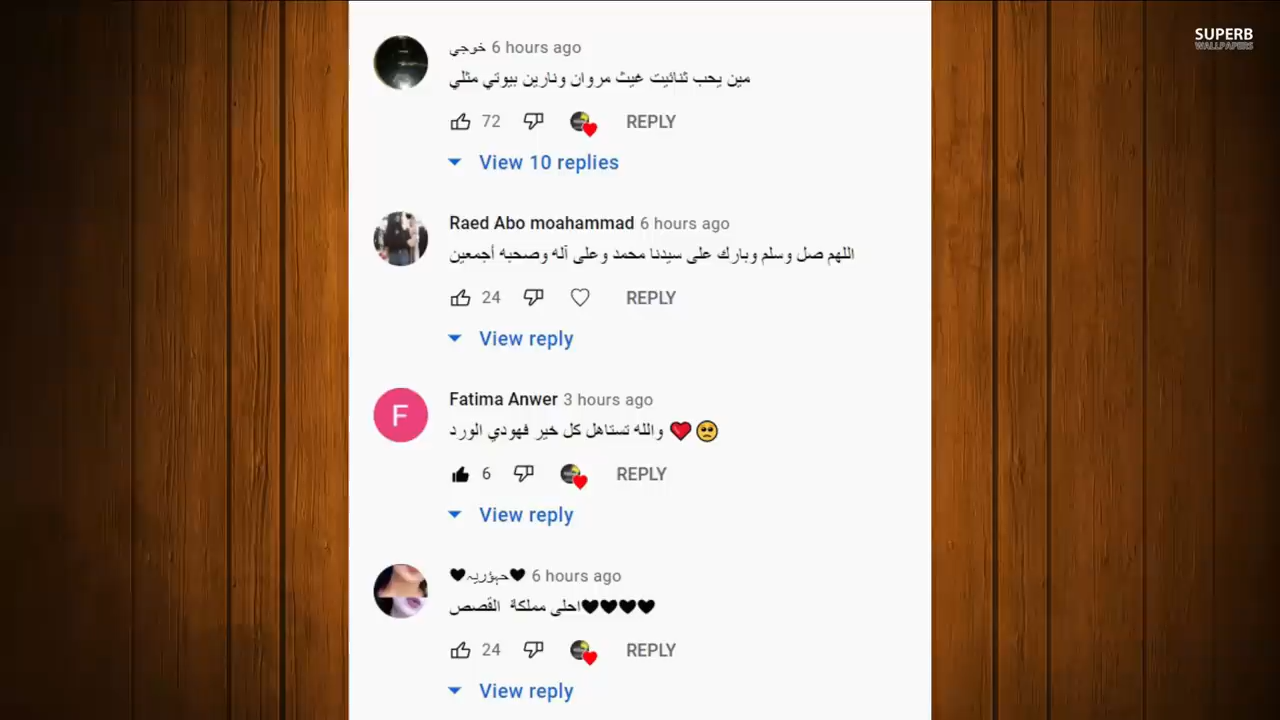 SUPERB
WALLPAPERS
خوجي 6 hours ago
مين يحب ثنائيت غيث مروان ونارين بيوتي مثلي
72 REPLY
View 10 replies
Raed Abo moahammad 6 hours ago
اللهم صل وسلم وبارك على سيدنا محمد وعلى آله وصحبه أجمعين
24 REPLY
View reply
F
Fatima Anwer 3 hours ago
والله تستاهل كل خير فهودي الورد ❤️🥺
6 REPLY
View reply
🖤حہؤريہ🖤 6 hours ago
احلى مملكة القصص🖤🖤🖤🖤
24 REPLY
View reply